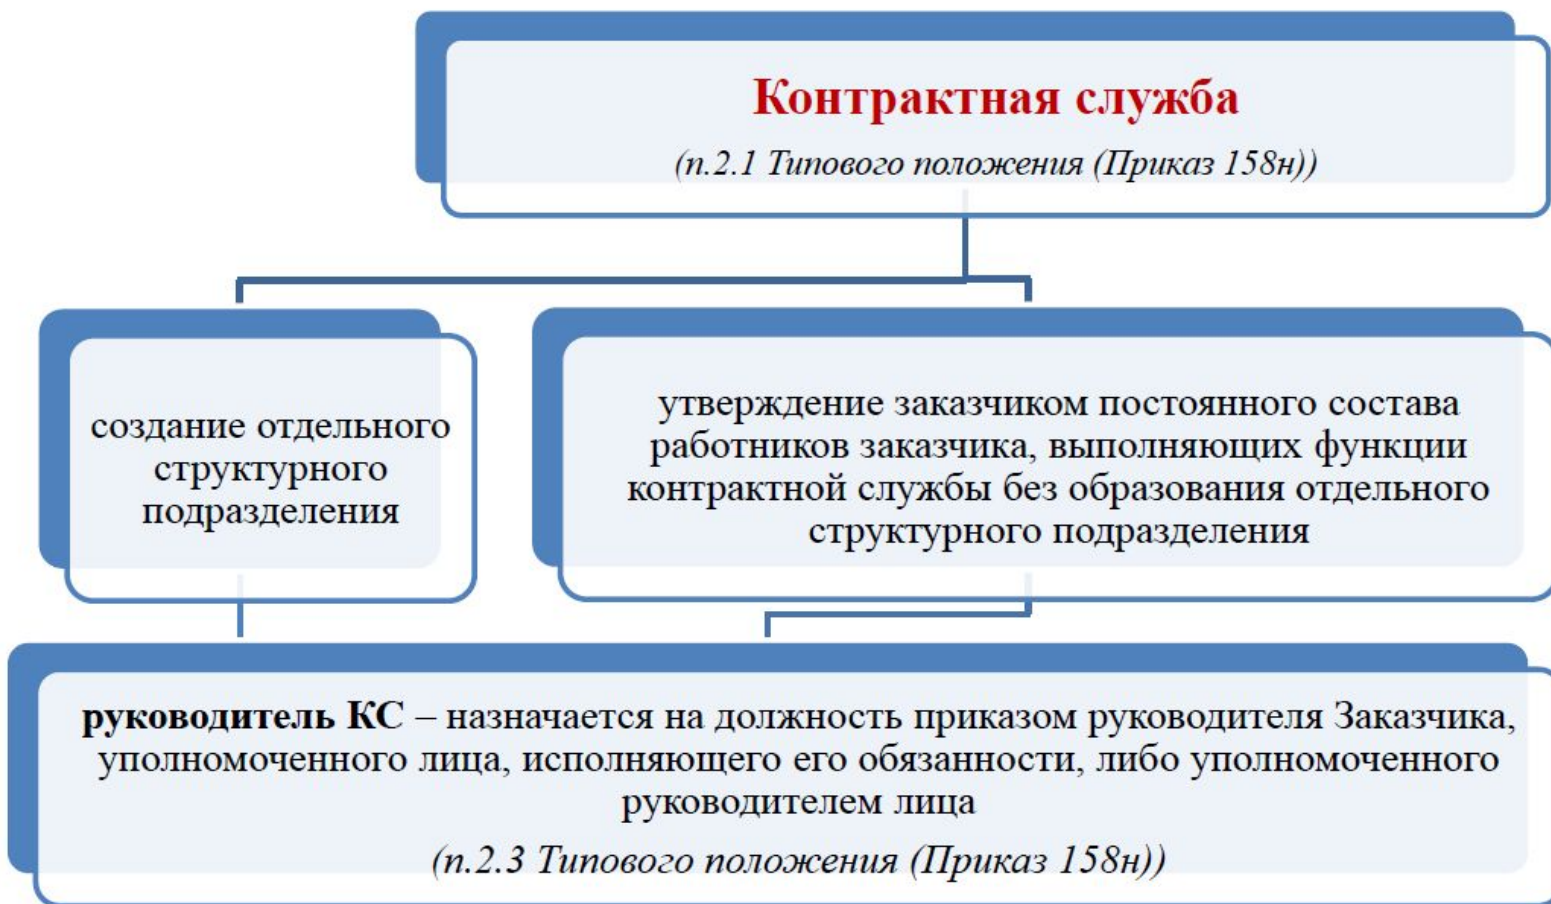 Контрактная служба
(п.2.1 Типового положения (Приказ 158н))
создание отдельного
структурного
подразделения
утверждение заказчиком постоянного состава
работников заказчика, выполняющих функции
контрактной службы без образования отдельного
структурного подразделения
руководитель КС – назначается на должность приказом руководителя Заказчика,
уполномоченного лица, исполняющего его обязанности, либо уполномоченного
руководителем лица
(п.2.3 Типового положения (Приказ 158н))